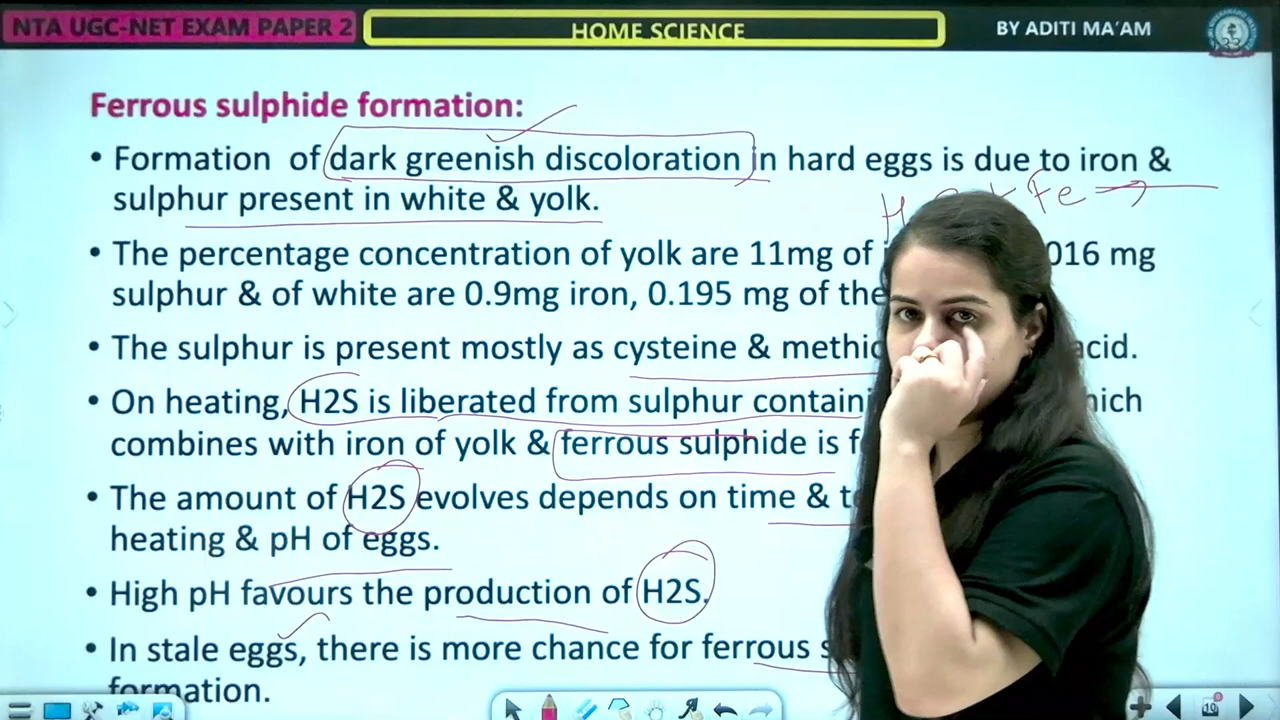 NTA UGC-NET EXAM PAPER 2
HOME SCIENCE
BY ADITI MA'AM
Ferrous sulphide formation:
• Formation of dark greenish discoloration in hard eggs is due to iron &
sulphur present in white & yolk.
Fe
• The percentage concentration of yolk are 11mg of 016 mg
sulphur & of white are 0.9mg iron, 0.195 mg of the
• The sulphur is present mostly as cysteine & acid.
• On heating, H2S is liberated from sulphur
combines with iron of yolk & ferrous sulphide is
• The amount of H2S evolves depends on time &
heating & pH of eggs.
• High pH favours the production of H2S.
• In stale eggs, there is more chance for ferrous
formation.
10